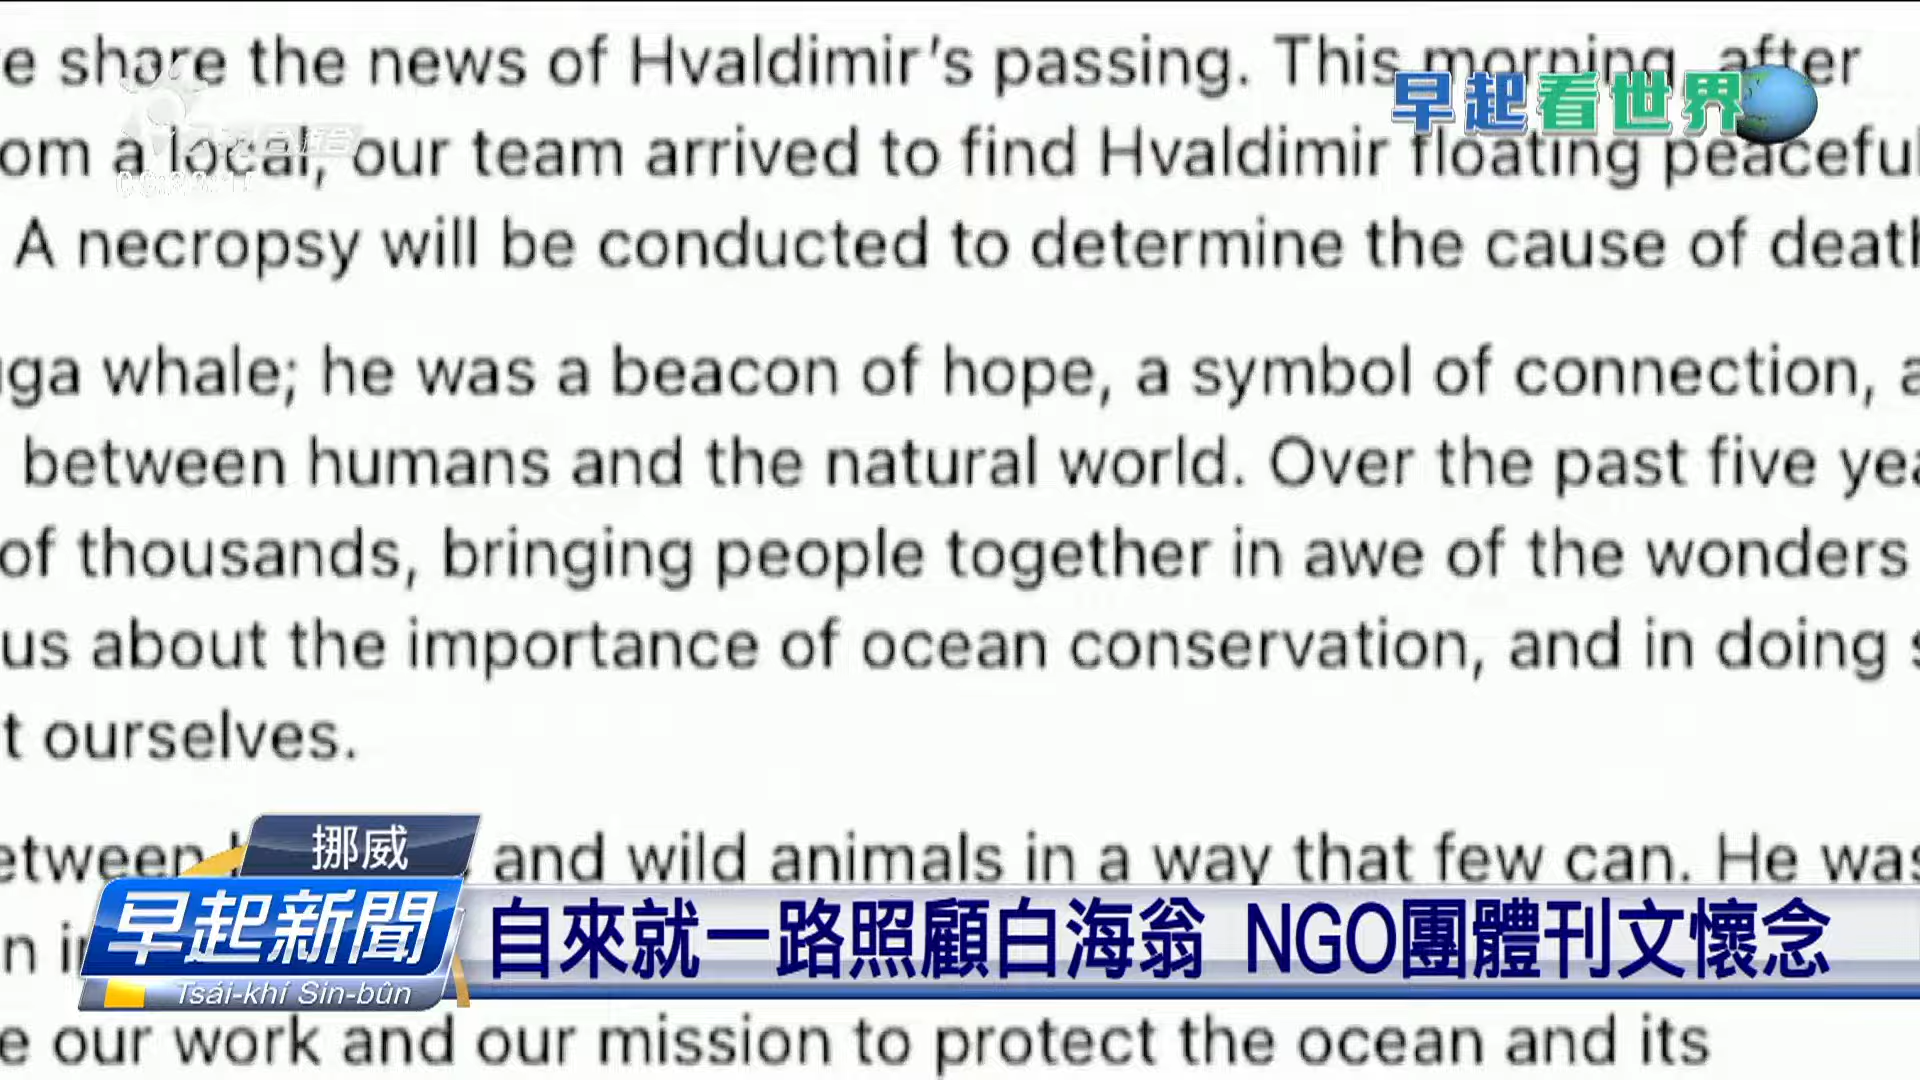 e share the news of Hvaldimir's passing. This morning, after
早起看世界
om a local, our team arrived to find Hvaldimir floating peaceful
A necropsy will be conducted to determine the cause of death
ga whale; he was a beacon of hope, a symbol of connection, a
between humans and the natural world. Over the past five yea
of thousands, bringing people together in awe of the wonders
us about the importance of ocean conservation, and in doing s
t ourselves.
etween and wild animals in a way that few can. He was
挪威
早起新聞
Tsái-khí Sin-bûn
自來就一路照顧白海翁 NGO團體刊文懷念
n i
e our work and our mission to protect the ocean and its